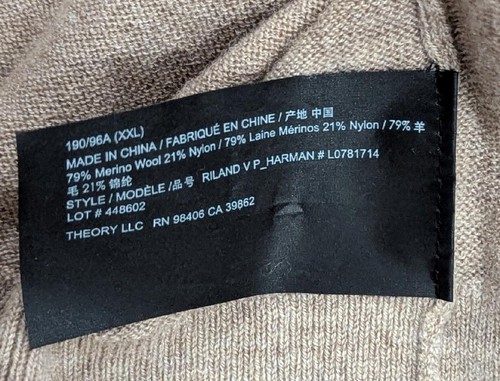 190/96A (XXL)
MADE IN CHINA / FABRIQUÉ EN CHINE / 产地 中国
79% Merino Wool 21% Nylon / 79% Laine Mérinos 21% Nylon / 79% 羊
毛 21% 锦纶
STYLE / MODÈLE /品号 RILAND V P_HARMAN # L0781714
LOT # 448602
THEORY LLC RN 98406 CA 39862